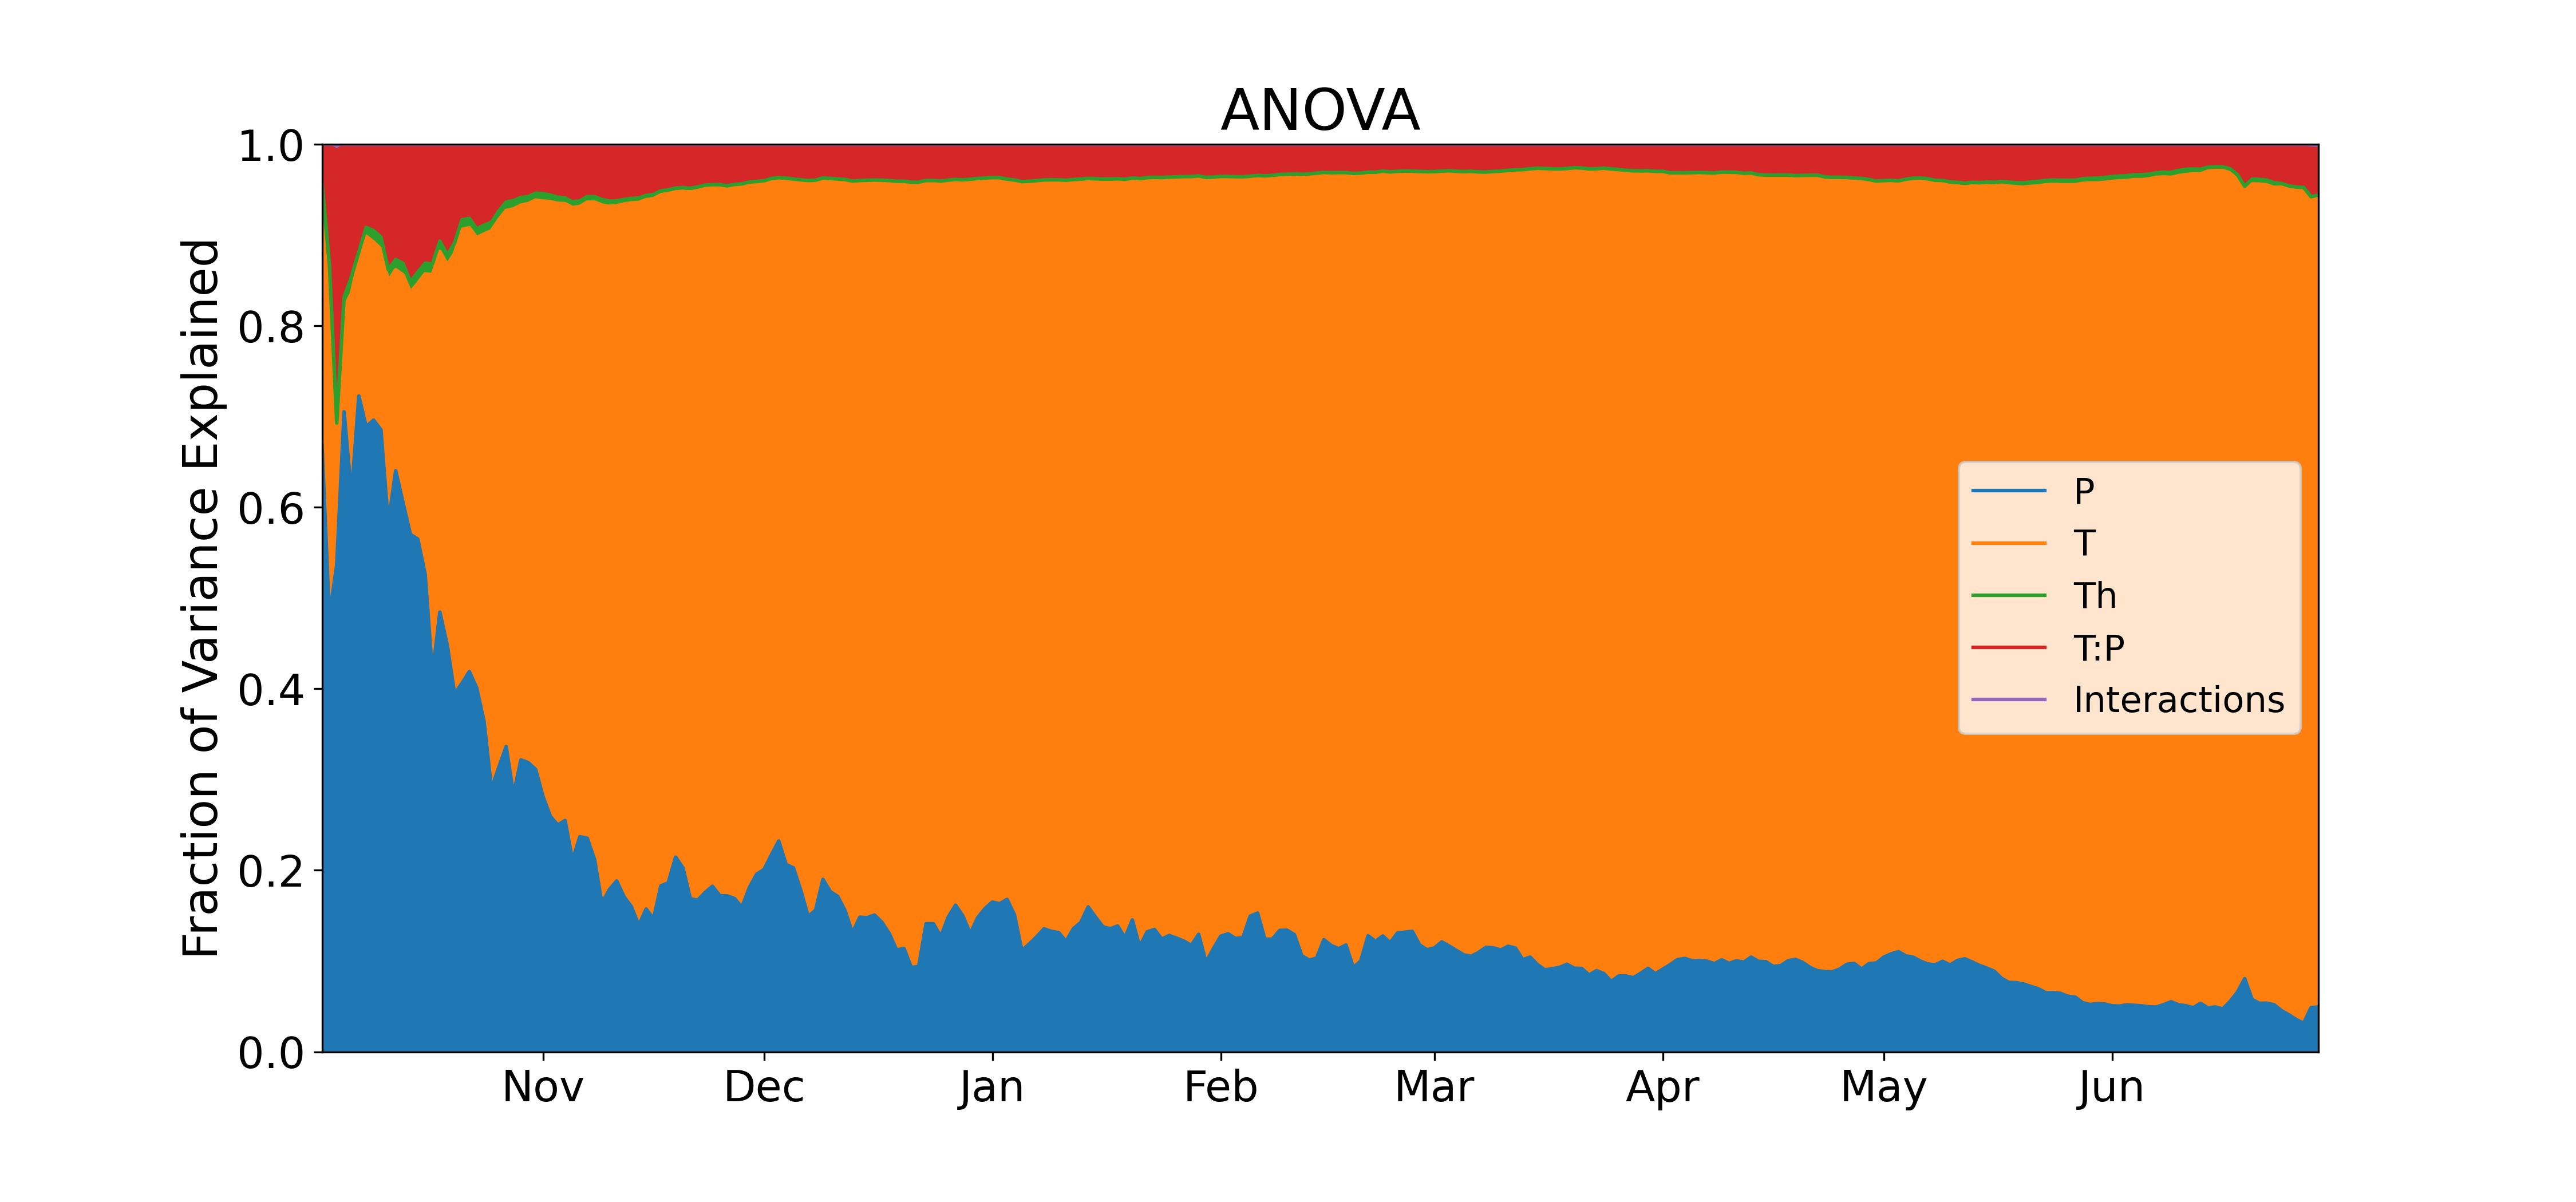 ANOVA
Fraction of Variance Explained
1.0
0.8
0.6
0.4
0.2
0.0
Nov Dec Jan Feb Mar Apr May Jun
P
T
Th
T:P
Interactions